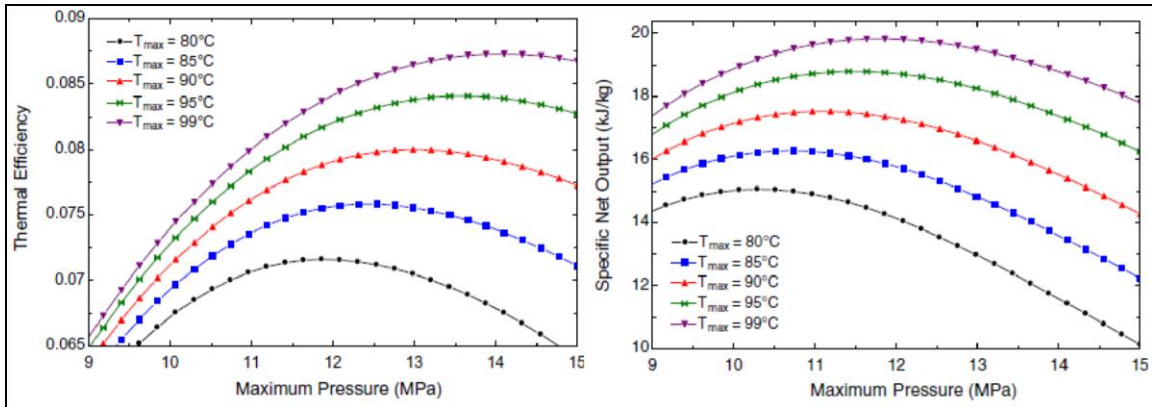 0.09
0.085
0.08
0.075
0.07
0.065
Thermal Efficiency
Tmax = 80°C
Tmax = 85°C
Tmax = 90°C
Tmax = 95°C
Tmax = 99°C
9 10 11 12 13 14 15
Maximum Pressure (MPa)
20
18
16
14
12
10
Specific Net Output (kJ/kg)
Tmax = 80°C
Tmax = 85°C
Tmax = 90°C
Tmax = 95°C
Tmax = 99°C
9 10 11 12 13 14 15
Maximum Pressure (MPa)